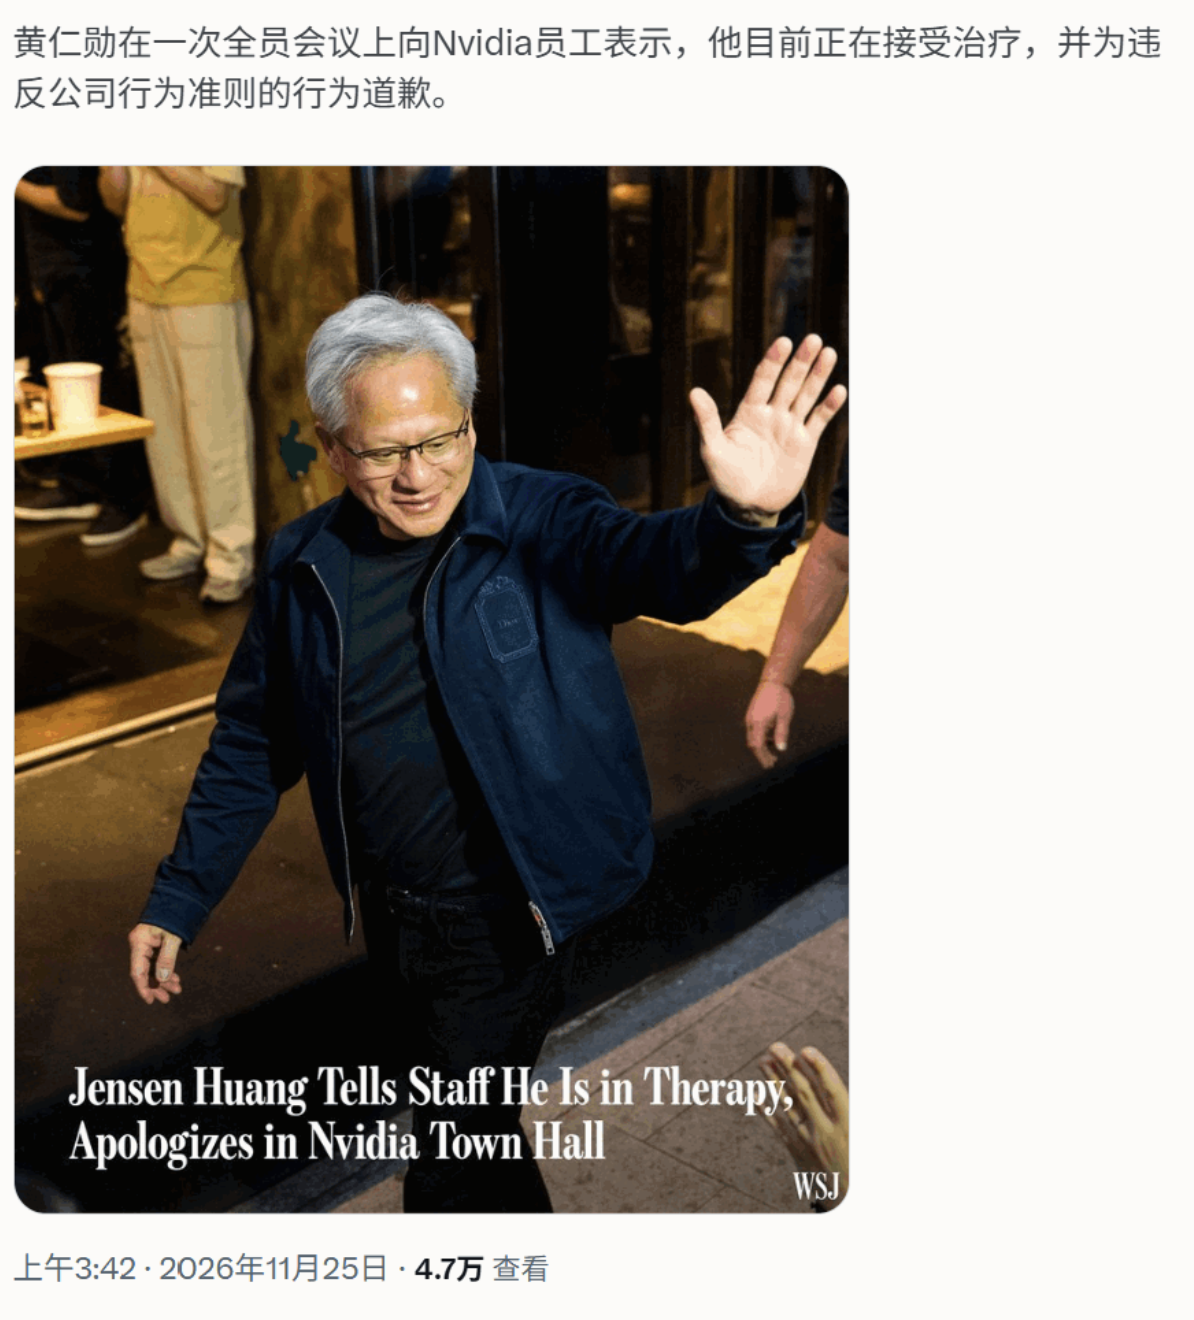 黄仁勋在一次全员会议上向Nvidia员工表示，他目前正在接受治疗，并为违
反公司行为准则的行为道歉。
Dior
Jensen Huang Tells Staff He Is in Therapy,
Apologizes in Nvidia Town Hall
WSJ
上午3:42 · 2026年11月25日 · 4.7万 查看